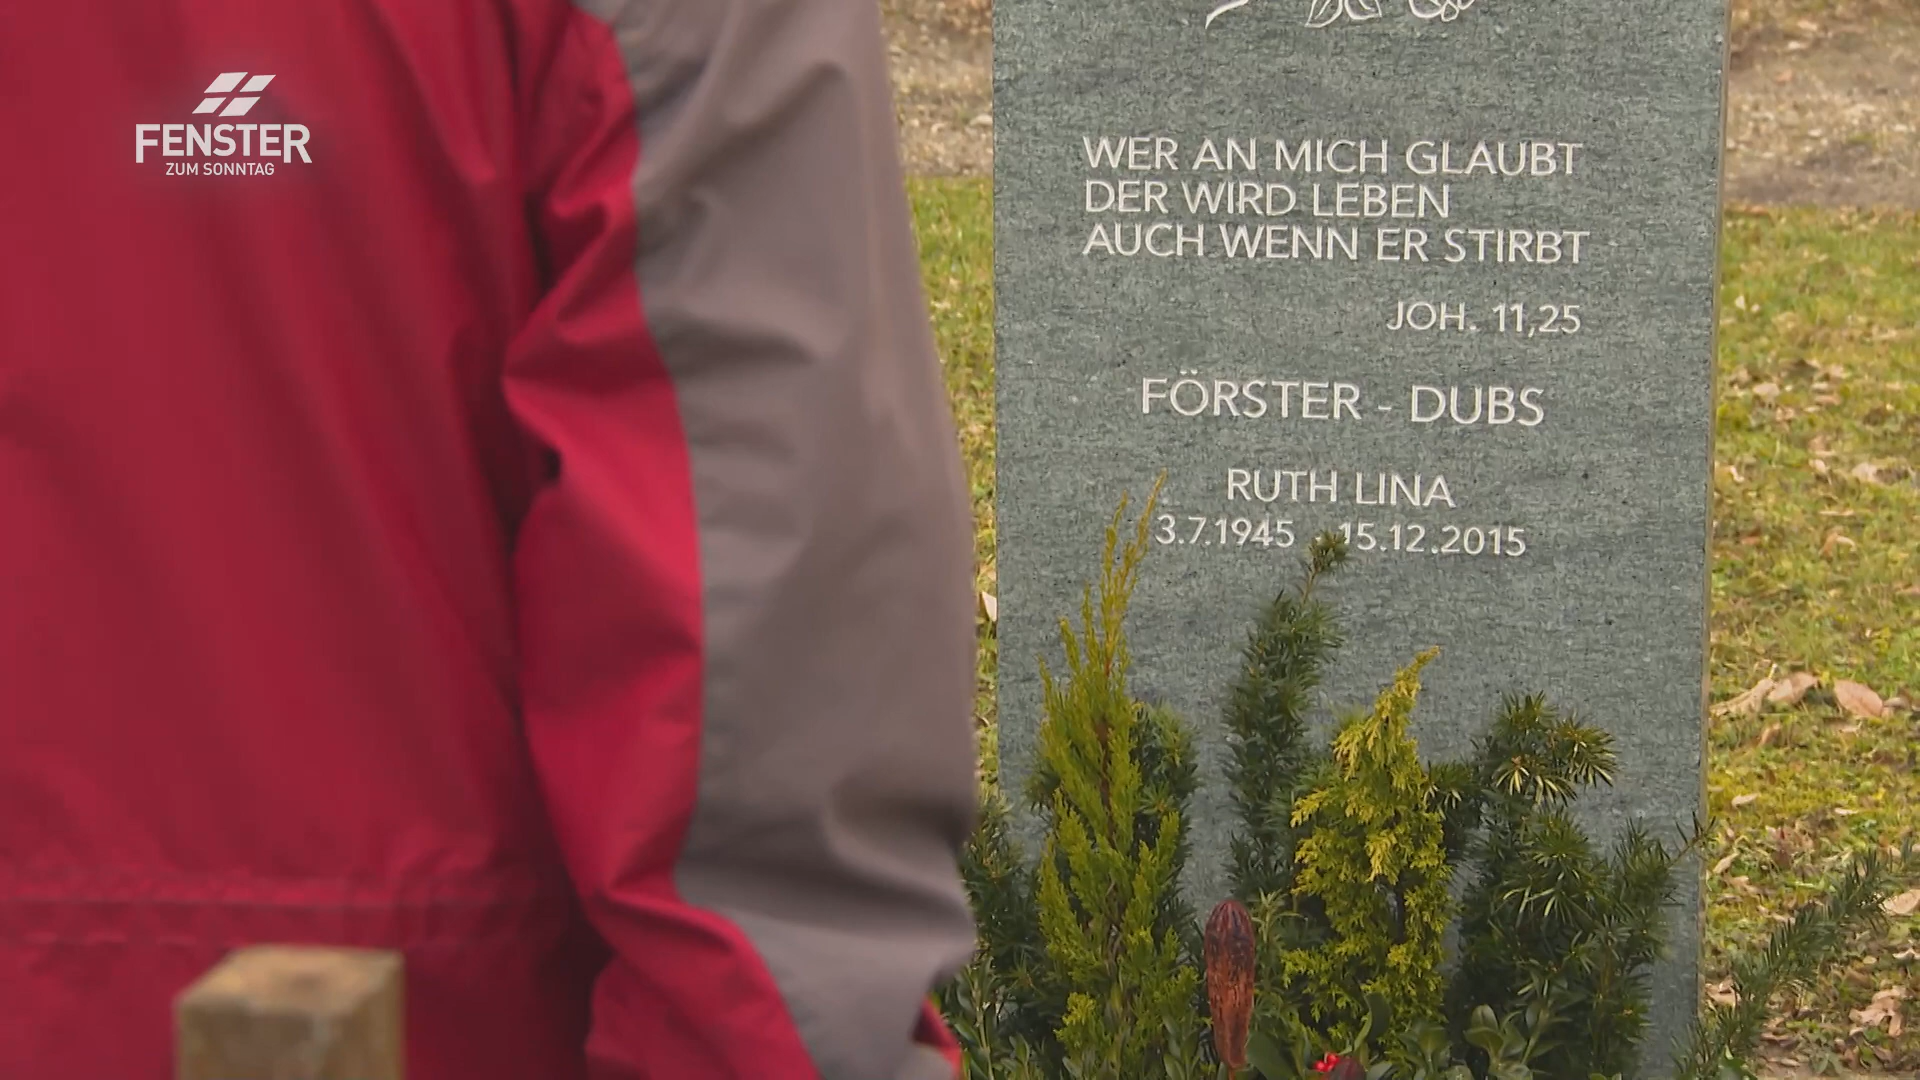 FENSTER
ZUM SONNTAG
WER AN MICH GLAUBT
DER WIRD LEBEN
AUCH WENN ER STIRBT
JOH. 11,25
FÖRSTER - DUBS
RUTH LINA
3.7.1945 15.12.2015